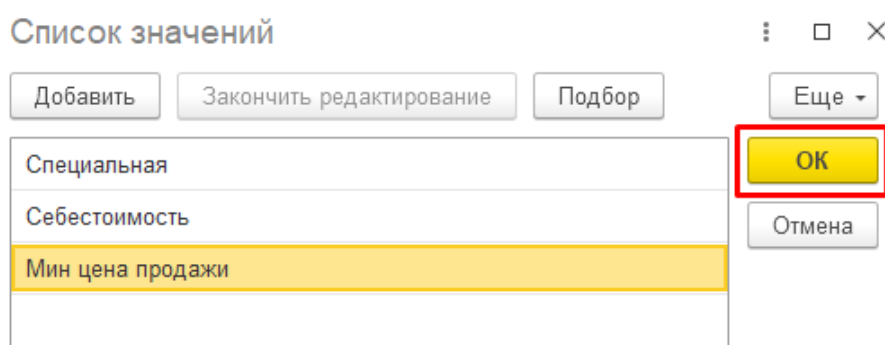 Список значений
Добавить Закончить редактирование Подбор Еще
Специальная
ОК
Себестоимость
Отмена
Мин цена продажи